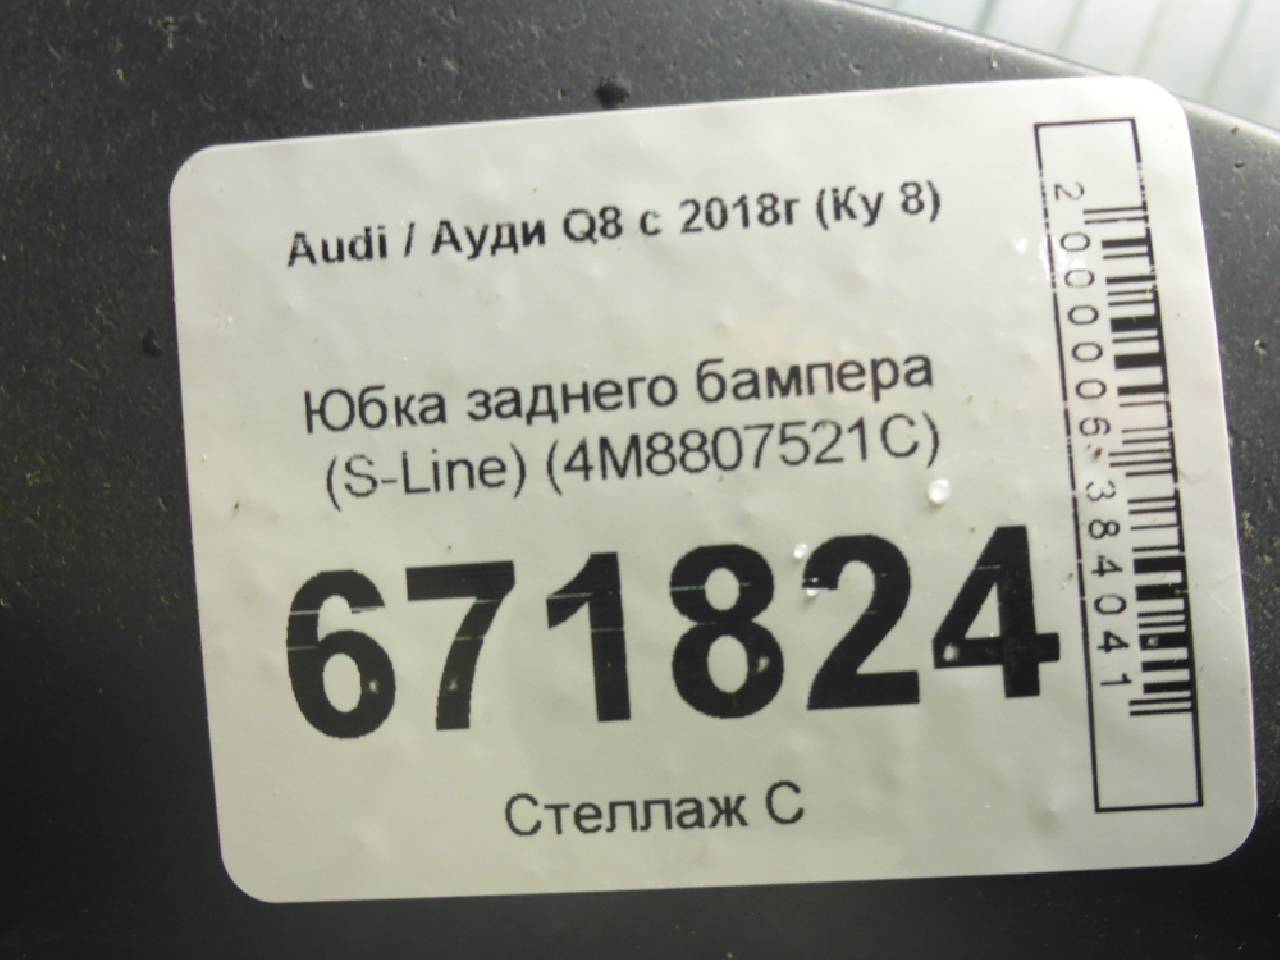 Audi / Ауди Q8 с 2018г (Ку 8)
Юбка заднего бампера
(S-Line) (4M8807521C)
671824
Стеллаж С
2000006384041